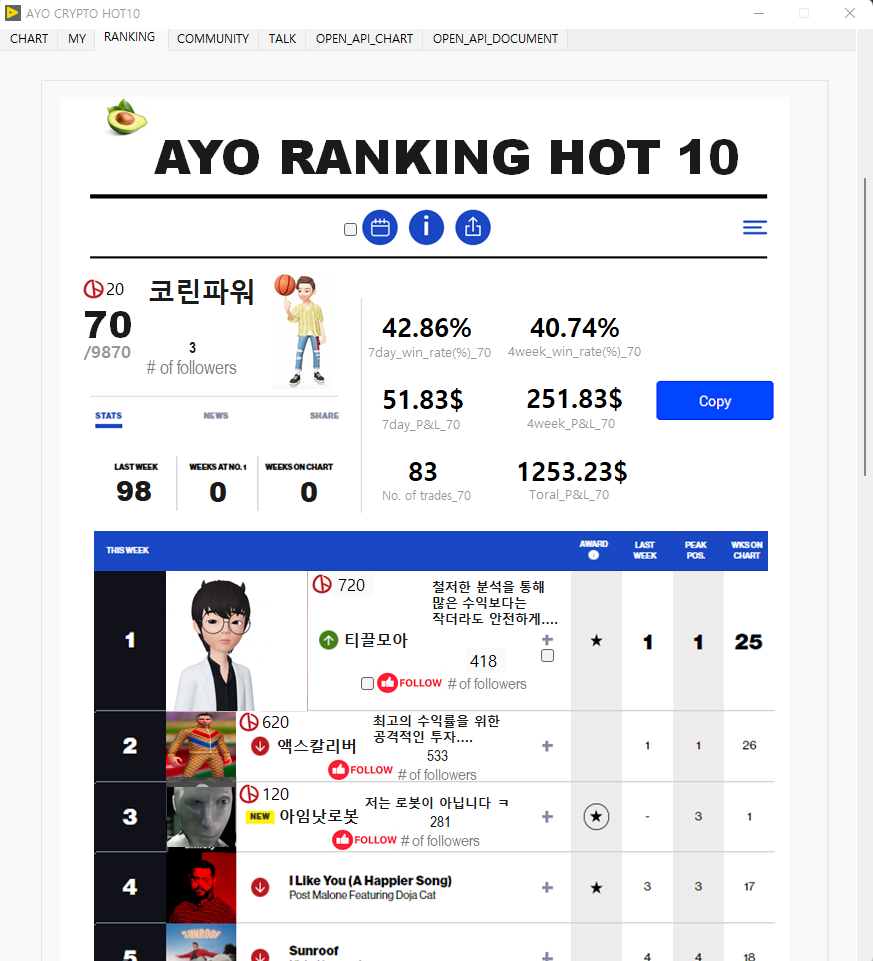 AYO CRYPTO HOT10
CHART MY RANKING COMMUNITY TALK OPEN_API_CHART OPEN_API_DOCUMENT
AYO RANKING HOT 10
20
코린파워
70
/9870
3
# of followers
42.86% 40.74%
7day_win_rate(%)_70 4week_win_rate(%)_70
51.83$ 251.83$
7day_P&L_70 4week_P&L_70
Copy
STATS NEWS SHARE
LAST WEEK WEEKS AT NO. 1 WEEKS ON CHART
98 0 0
83 1253.23$
No. of trades_70 Toral_P&L_70
THIS WEEK AWARD LAST WEEK PEAK POS. WKS ON CHART
720
철저한 분석을 통해
많은 수익보다는
작더라도 안전하게....
1 티끌모아 + ★ 1 1 25
418
FOLLOW # of followers
620
최고의 수익률을 위한
공격적인 투자....
2 액스칼리버 + 1 1 26
533
FOLLOW # of followers
120
저는 로봇이 아닙니다 ㅋ
3 NEW 아임낫로봇 + ★ - 3 1
281
FOLLOW # of followers
4 I Like You (A Happier Song) + ★ 3 3 17
Post Malone Featuring Doja Cat
SUNROOF
5 Sunroof + 4 4 18